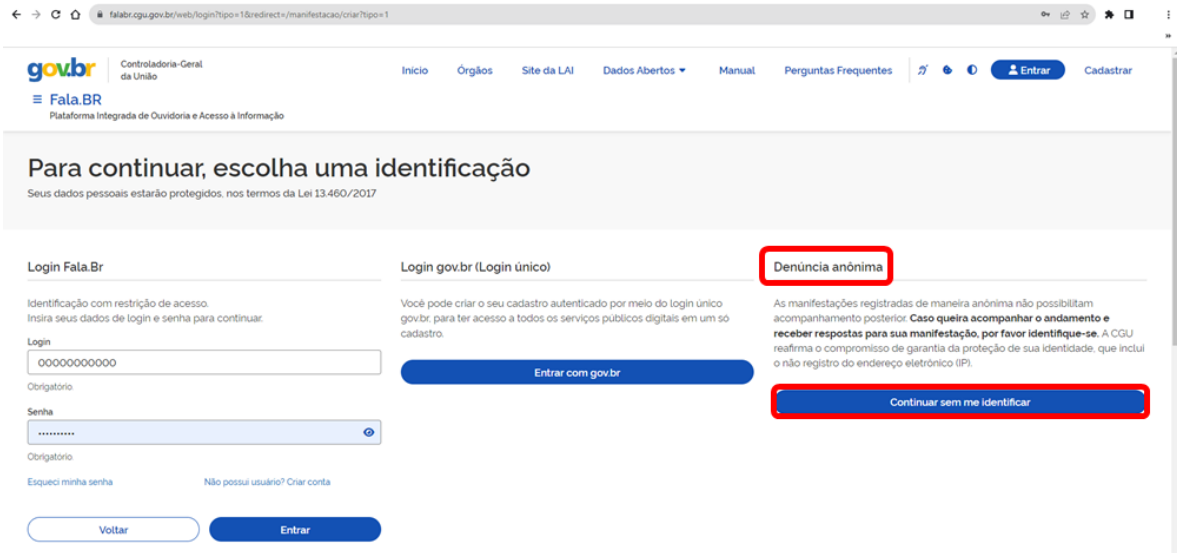 falabr.cgu.gov.br/web/login?tipo=1&redirect=/manifestacao/criar?tipo=1
gov.br
Controladoria-Geral
da União
Início Órgãos Site da LAI Dados Abertos Manual Perguntas Frequentes Entrar Cadastrar
Fala.BR
Plataforma Integrada de Ouvidoria e Acesso à Informação
Para continuar, escolha uma identificação
Seus dados pessoais estarão protegidos, nos termos da Lei 13.460/2017
Login Fala.Br
Identificação com restrição de acesso.
Insira seus dados de login e senha para continuar.
Login
00000000000
Obrigatório.
Senha
••••••••••
Obrigatório.
Esqueci minha senha Não possui usuário? Criar conta
Voltar Entrar
Login gov.br (Login único)
Você pode criar o seu cadastro autenticado por meio do login único
gov.br, para ter acesso a todos os serviços públicos digitais em um só
cadastro.
Entrar com gov.br
Denúncia anônima
As manifestações registradas de maneira anônima não possibilitam
acompanhamento posterior. Caso queira acompanhar o andamento e
receber respostas para sua manifestação, por favor identifique-se. A CGU
reafirma o compromisso de garantia da proteção de sua identidade, que inclui
o não registro do endereço eletrônico (IP).
Continuar sem me identificar